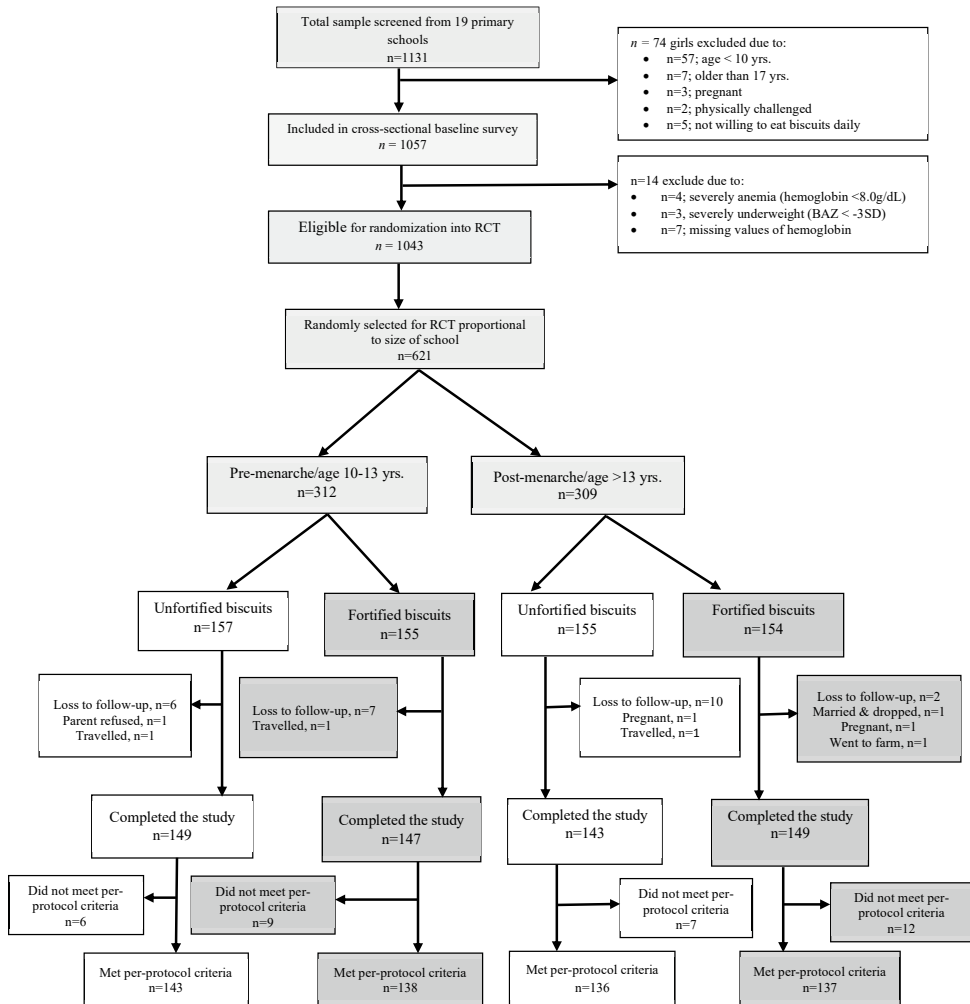 Total sample screened from 19 primary
schools
n=1131
n = 74 girls excluded due to:
• n=57; age < 10 yrs.
• n=7; older than 17 yrs.
• n=3; pregnant
• n=2; physically challenged
• n=5; not willing to eat biscuits daily
Included in cross-sectional baseline survey
n = 1057
n=14 exclude due to:
• n=4; severely anemia (hemoglobin <8.0g/dL)
• n=3, severely underweight (BAZ < -3SD)
• n=7; missing values of hemoglobin
Eligible for randomization into RCT
n = 1043
Randomly selected for RCT proportional
to size of school
n=621
Pre-menarche/age 10-13 yrs.
n=312
Post-menarche/age >13 yrs.
n=309
Unfortified biscuits
n=157
Fortified biscuits
n=155
Unfortified biscuits
n=155
Fortified biscuits
n=154
Loss to follow-up, n=6
Parent refused, n=1
Travelled, n=1
Loss to follow-up, n=7
Travelled, n=1
Loss to follow-up, n=10
Pregnant, n=1
Travelled, n=1
Loss to follow-up, n=2
Married & dropped, n=1
Pregnant, n=1
Went to farm, n=1
Completed the study
n=149
Completed the study
n=147
Completed the study
n=143
Completed the study
n=149
Did not meet per-
protocol criteria
n=6
Did not meet per-
protocol criteria
n=9
Did not meet per-
protocol criteria
n=7
Did not meet per-
protocol criteria
n=12
Met per-protocol criteria
n=143
Met per-protocol criteria
n=138
Met per-protocol criteria
n=136
Met per-protocol criteria
n=137